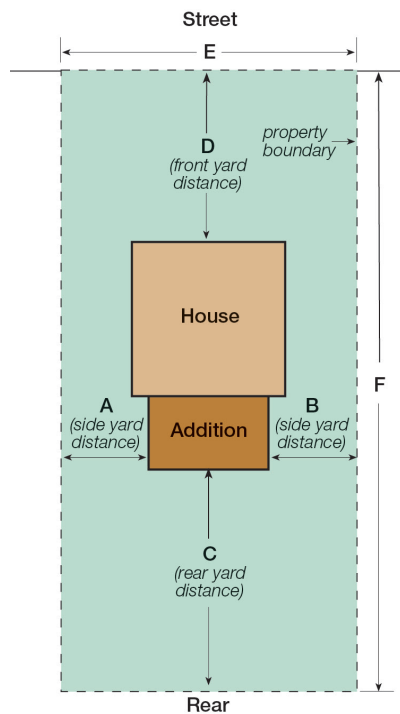 Street
E
property
boundary
D
(front yard
distance)
House
F
A
(side yard
distance)
B
(side yard
distance)
Addition
C
(rear yard
distance)
Rear